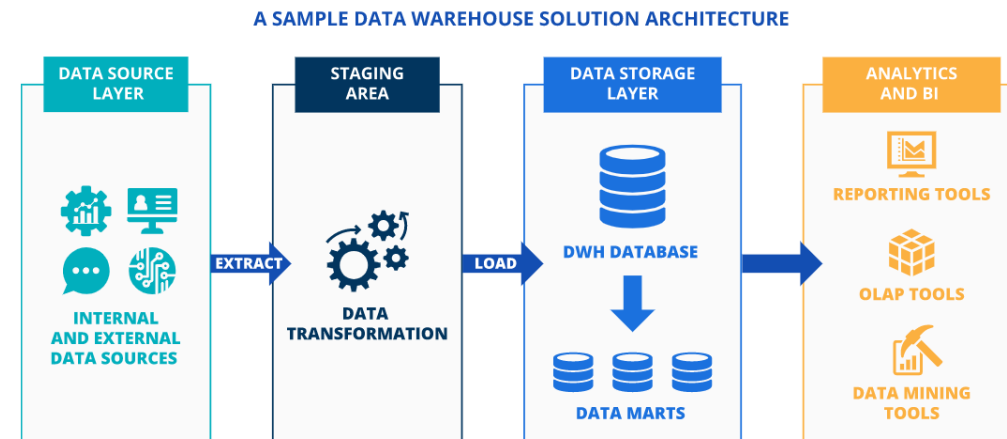 A SAMPLE DATA WAREHOUSE SOLUTION ARCHITECTURE
DATA SOURCE
LAYER
INTERNAL
AND EXTERNAL
DATA SOURCES
EXTRACT
STAGING
AREA
DATA
TRANSFORMATION
LOAD
DATA STORAGE
LAYER
DWH DATABASE
DATA MARTS
ANALYTICS
AND BI
REPORTING TOOLS
OLAP TOOLS
DATA MINING
TOOLS